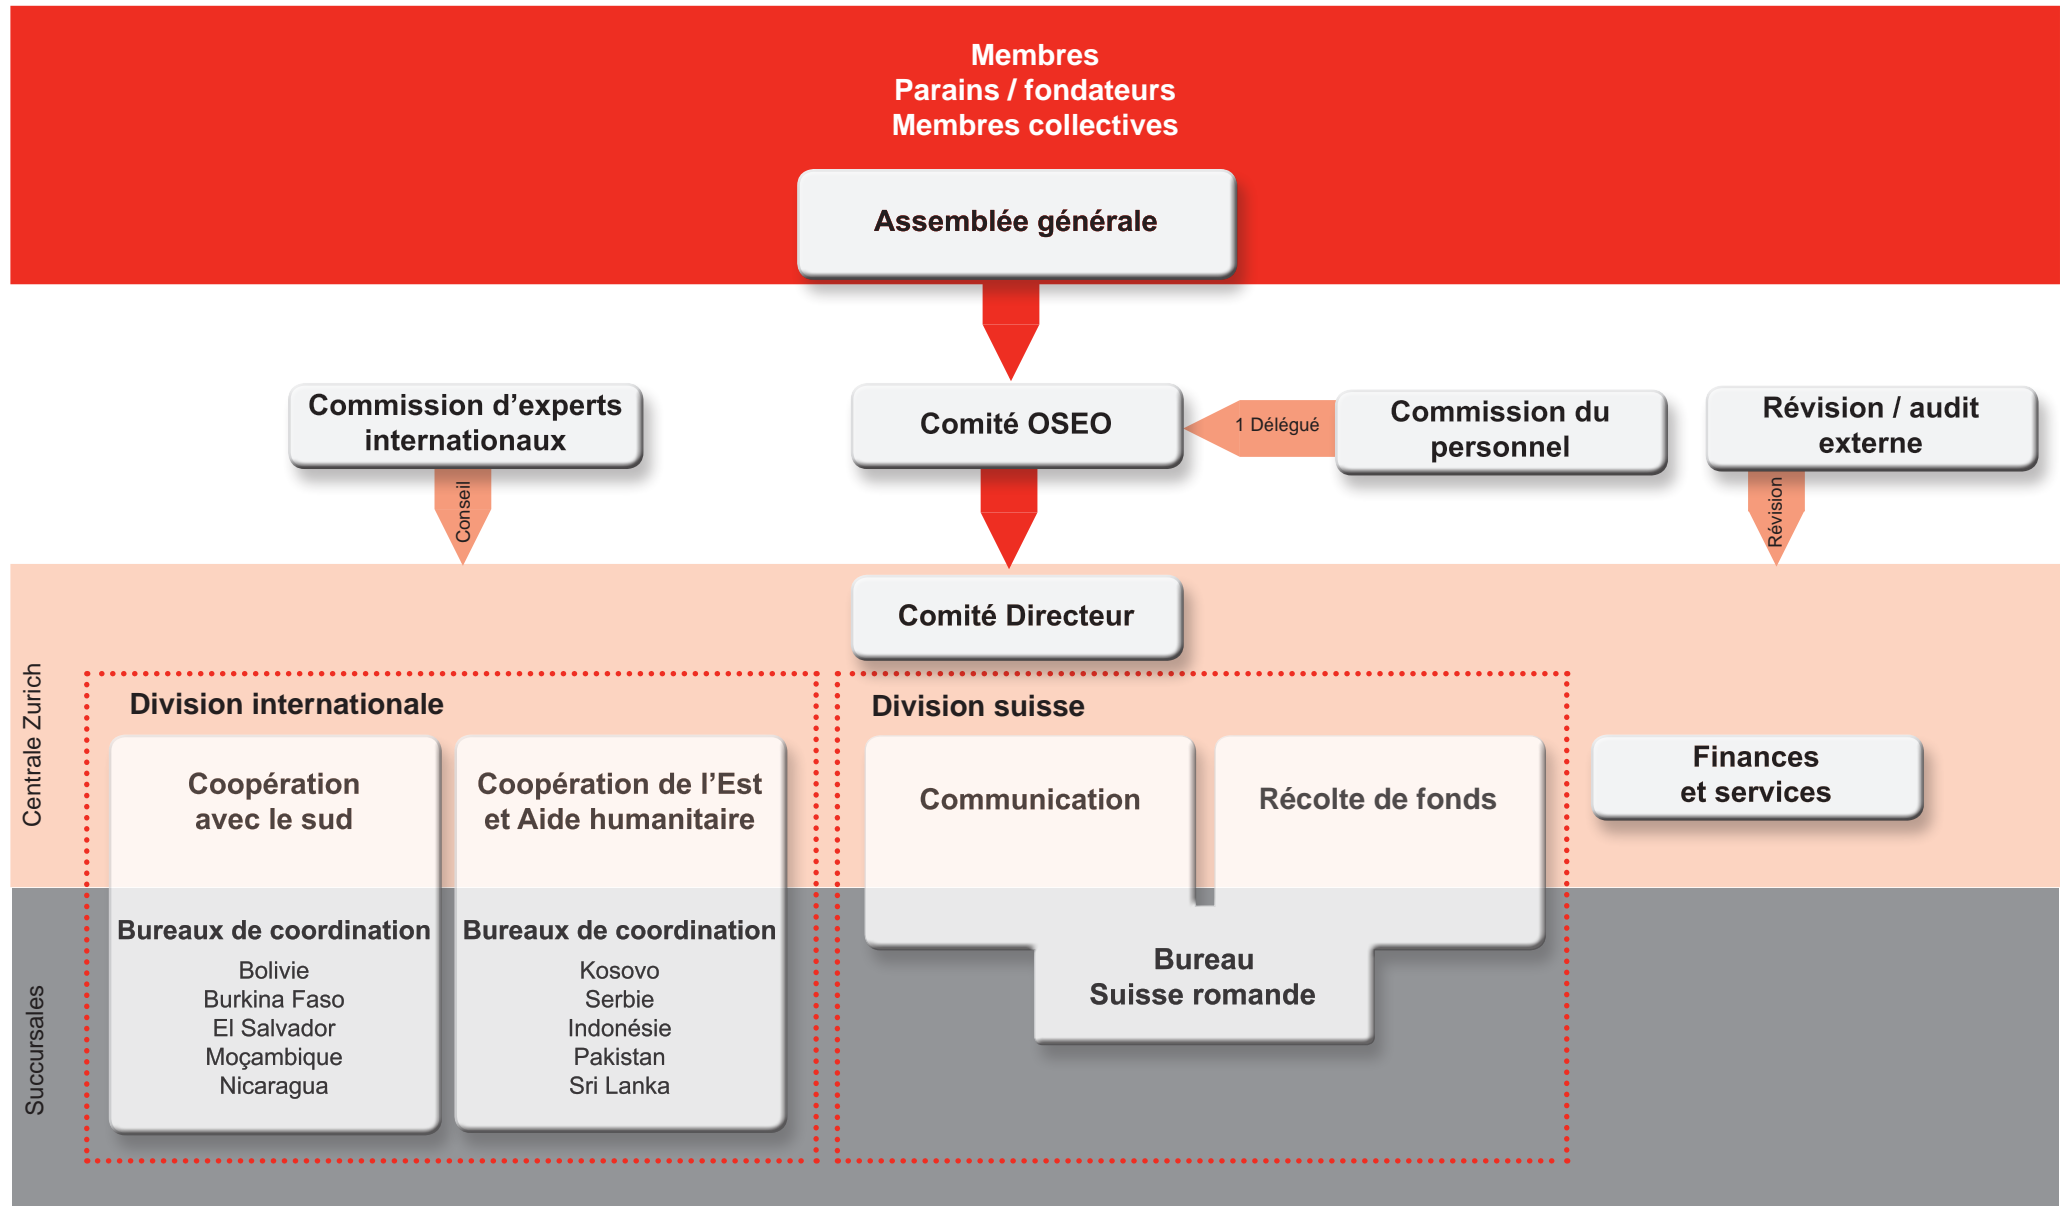 Membres
Parains / fondateurs
Membres collectives
Assemblée générale
Commission d’experts
internationaux
Comité OSEO
1 Délégué
Commission du
personnel
Révision / audit
externe
Conseil
Révision
Comité Directeur
Centrale Zurich
Division internationale
Division suisse
Coopération
avec le sud
Coopération de l’Est
et Aide humanitaire
Communication
Récolte de fonds
Finances
et services
Succursales
Bureaux de coordination
Bolivie
Burkina Faso
El Salvador
Moçambique
Nicaragua
Bureaux de coordination
Kosovo
Serbie
Indonésie
Pakistan
Sri Lanka
Bureau
Suisse romande